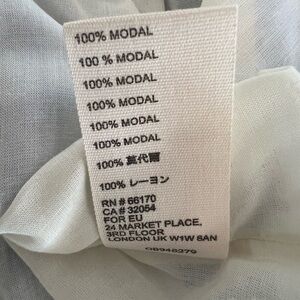 100% MODAL
100 % MODAL
100% MODAL
100% MODAL
100% MODAL
100% MODAL
100% 莫代爾
100% レーヨン
RN # 66170
CA # 32054
FOR EU
24 MARKET PLACE,
3RD FLOOR
LONDON UK W1W 8AN